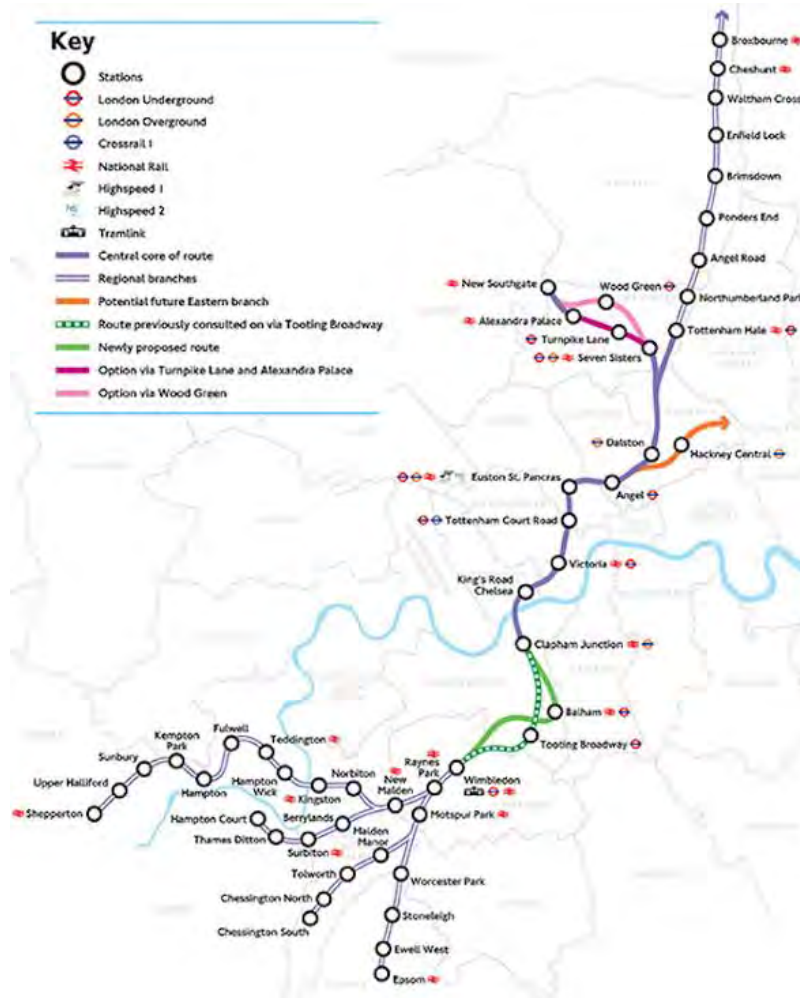 Key
Stations
London Underground
London Overground
Crossrail 1
National Rail
Highspeed 1
Highspeed 2
Tramlink
Central core of route
Regional branches
Potential future Eastern branch
Route previously consulted on via Tooting Broadway
Newly proposed route
Option via Turnpike Lane and Alexandra Palace
Option via Wood Green
Broxbourne
Cheshunt
Waltham Cross
Enfield Lock
Brimsdown
Ponders End
Angel Road
Northumberland Park
Tottenham Hale
New Southgate
Wood Green
Alexandra Palace
Turnpike Lane
Seven Sisters
Dalston
Hackney Central
Euston St. Pancras
Angel
Tottenham Court Road
Victoria
King's Road
Chelsea
Clapham Junction
Balham
Tooting Broadway
Wimbledon
Raynes
Park
New
Malden
Motspur Park
Norbiton
Kingston
Hampton
Wick
Teddington
Fulwell
Hampton
Kempton
Park
Sunbury
Upper Halliford
Shepperton
Berrylands
Surbiton
Thames Ditton
Hampton Court
Malden
Manor
Tolworth
Chessington North
Chessington South
Worcester Park
Stoneleigh
Ewell West
Epsom